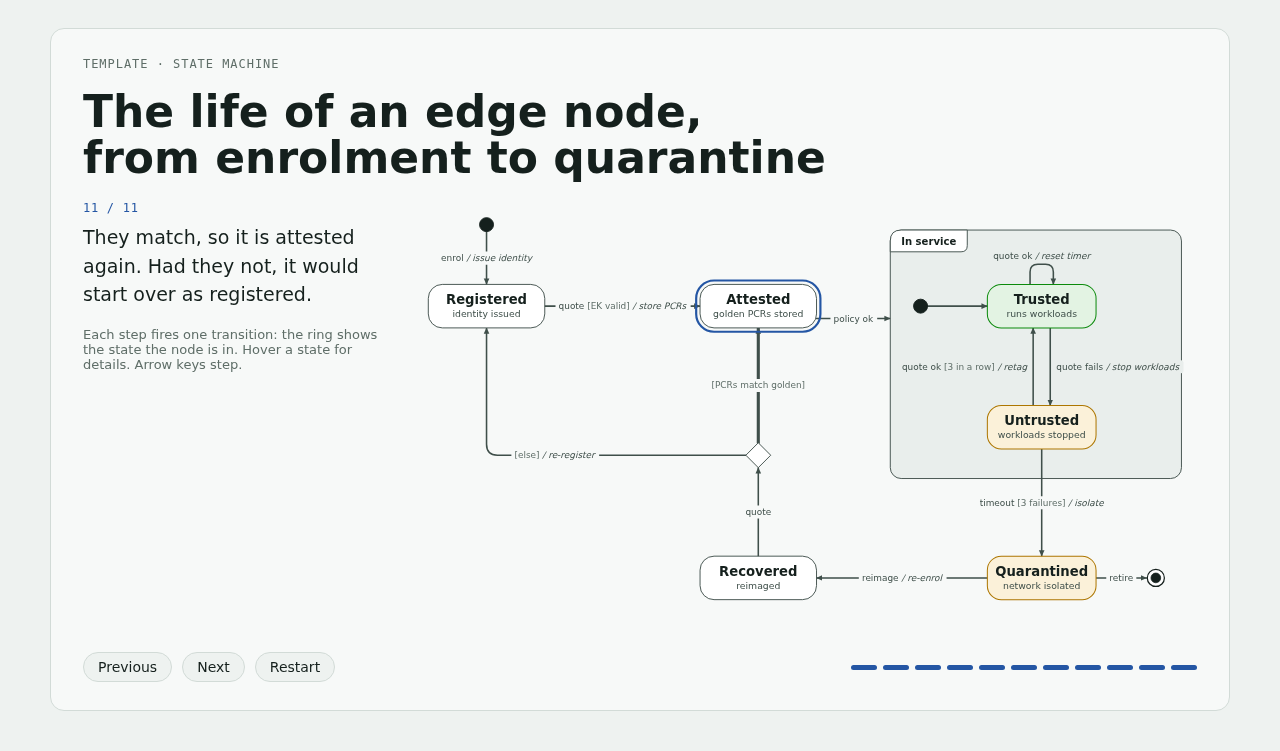 TEMPLATE · STATE MACHINE
The life of an edge node,
from enrolment to quarantine
11 / 11
They match, so it is attested
again. Had they not, it would
start over as registered.
Each step fires one transition: the ring shows
the state the node is in. Hover a state for
details. Arrow keys step.
enrol / issue identity
Registered
identity issued
quote [EK valid] / store PCRs
Attested
golden PCRs stored
policy ok
In service
quote ok / reset timer
Trusted
runs workloads
quote ok [3 in a row] / retag
quote fails / stop workloads
Untrusted
workloads stopped
[PCRs match golden]
[else] / re-register
timeout [3 failures] / isolate
quote
Recovered
reimaged
reimage / re-enrol
Quarantined
network isolated
retire
Previous
Next
Restart